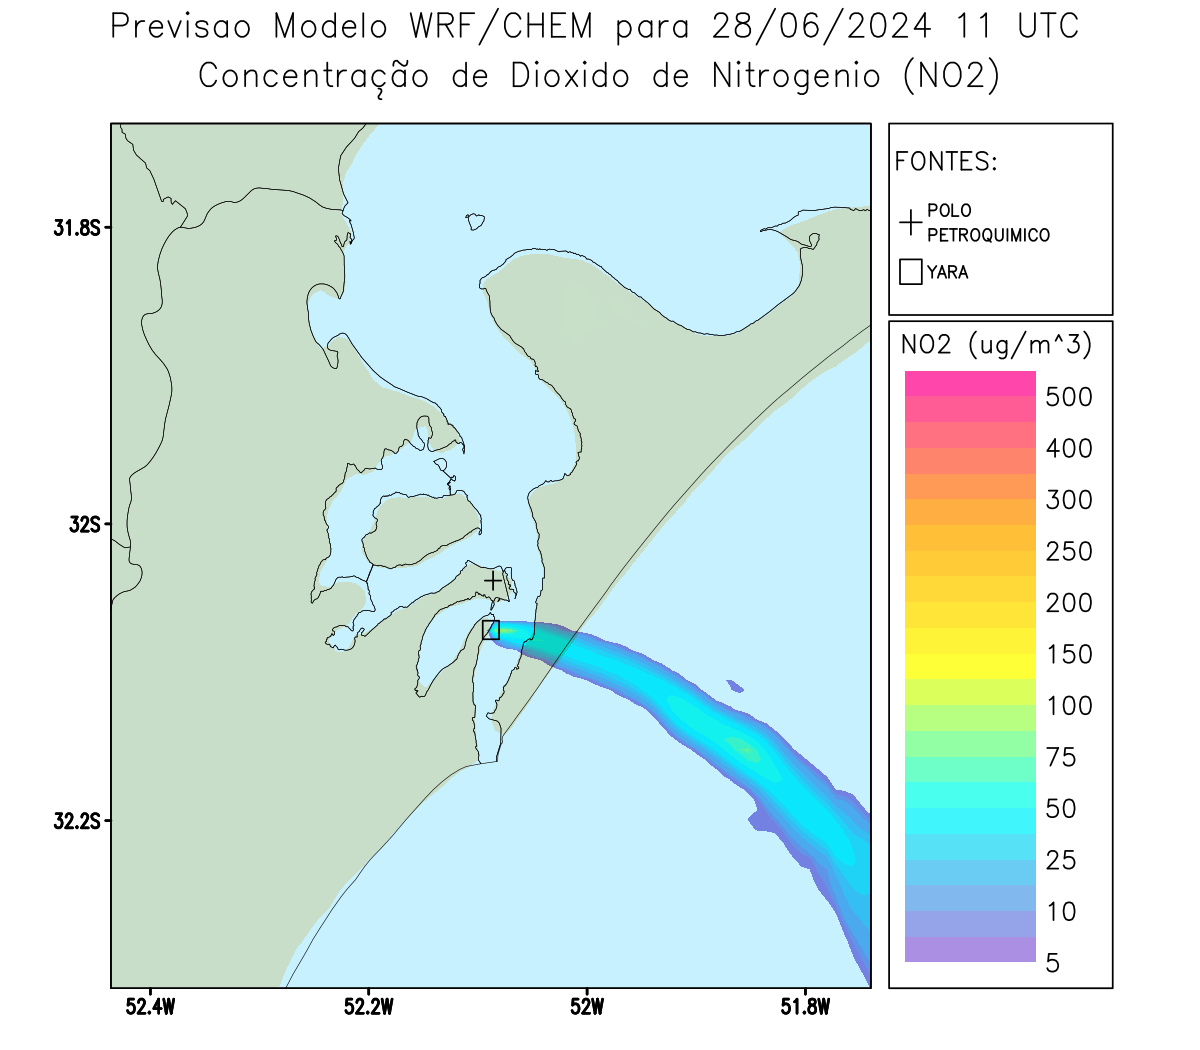 Previsao Modelo WRF/CHEM para 28/06/2024 11 UTC
Concentração de Dioxido de Nitrogenio (NO2)
FONTES:
POLO
PETROQUIMICO
YARA
NO2 (ug/m^3)
500
400
300
250
200
150
100
75
50
25
10
5
31.8S
32S
32.2S
52.4W
52.2W
52W
51.8W